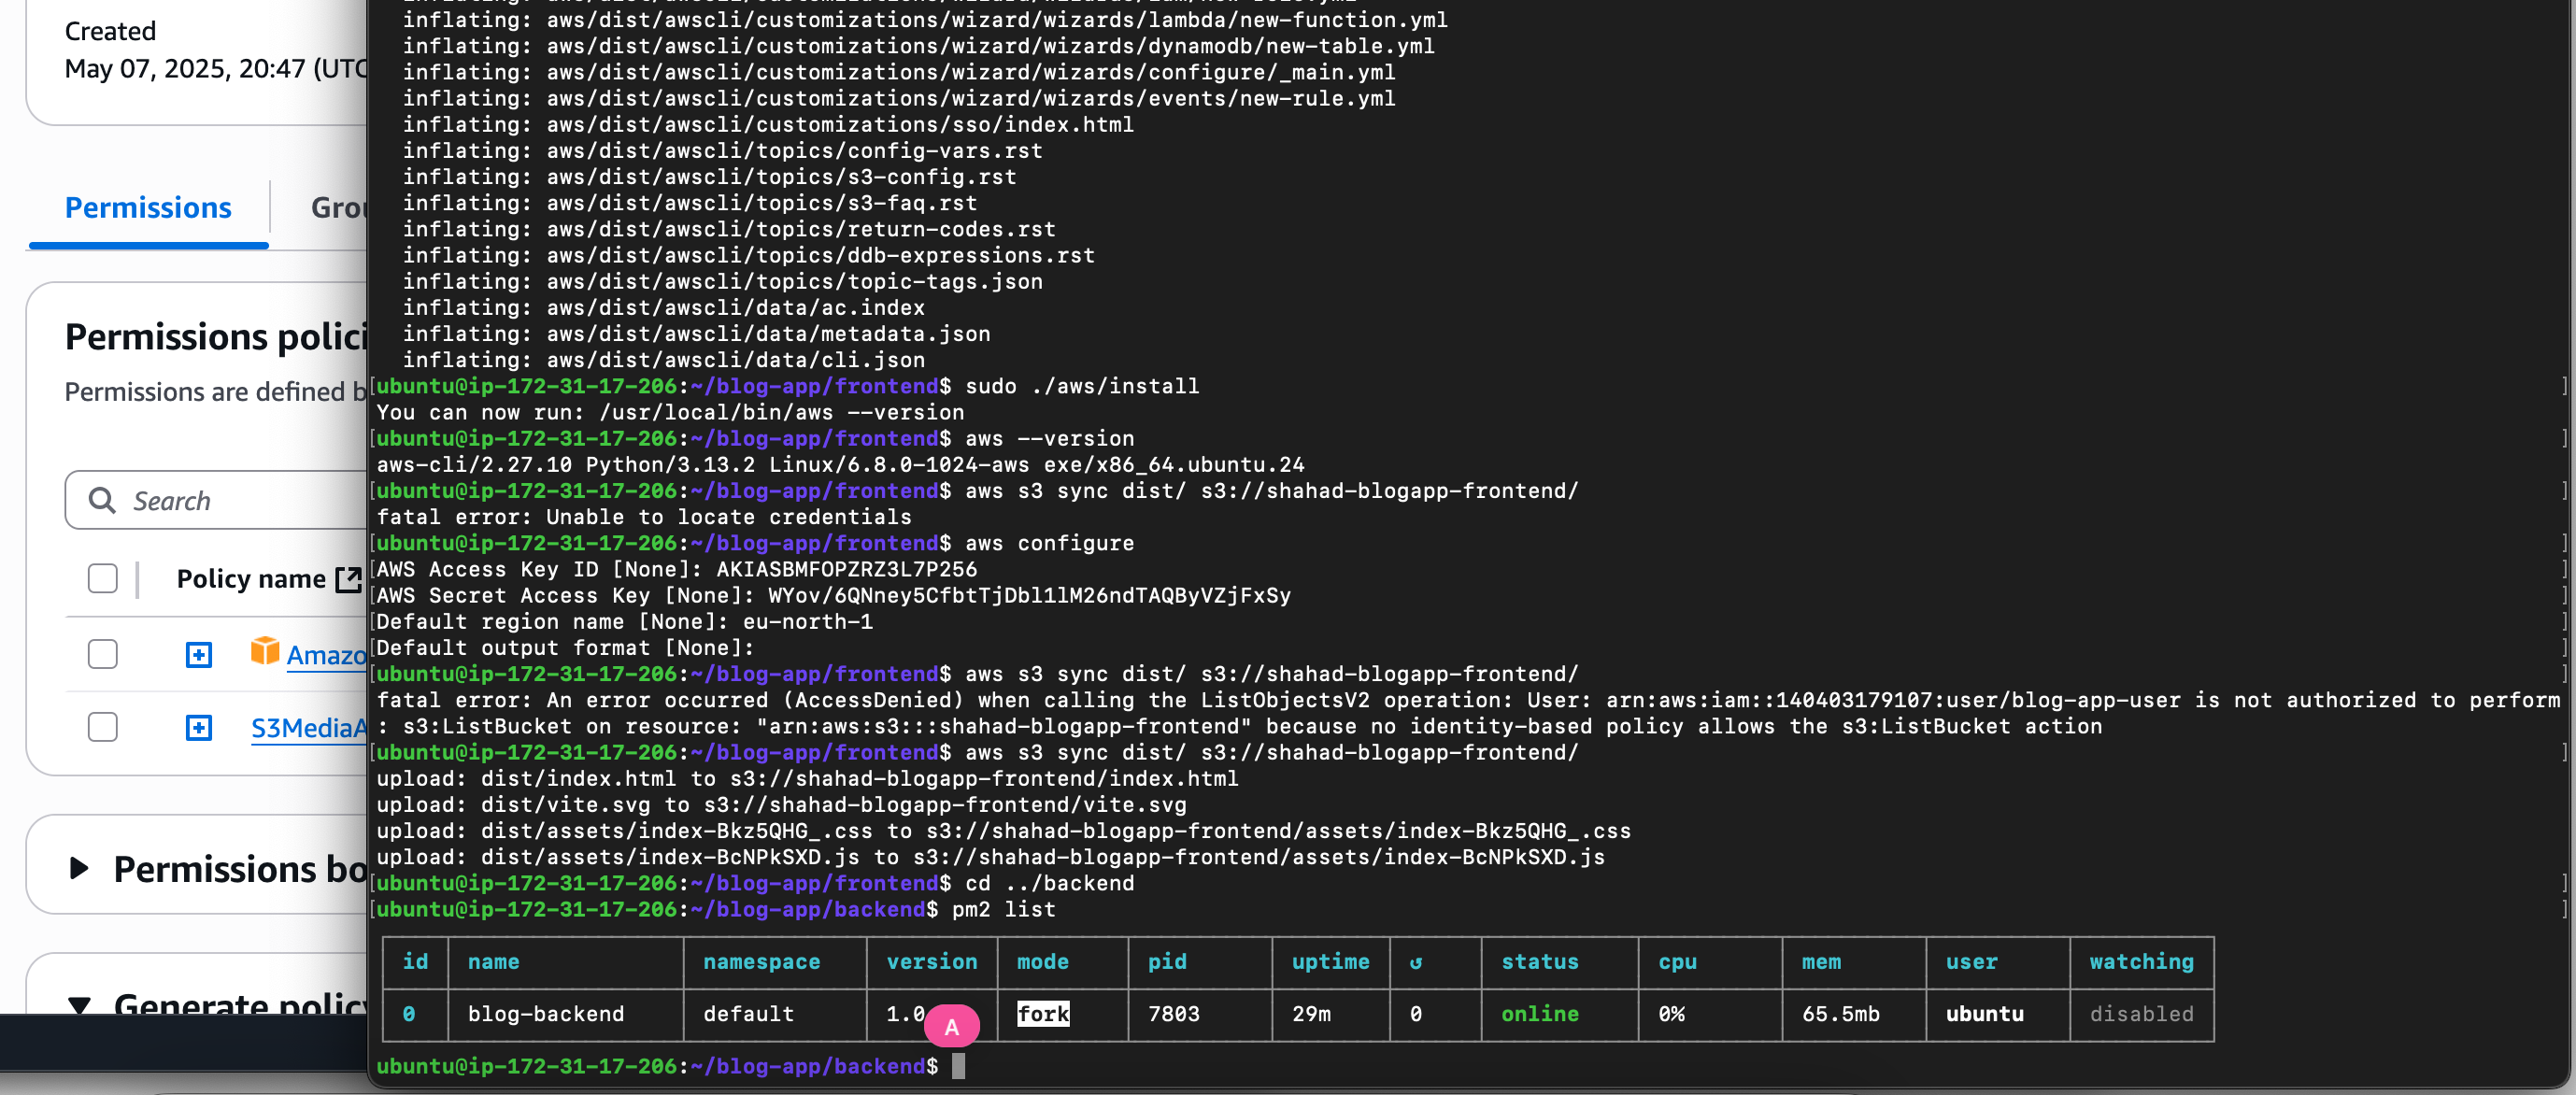 Created
May 07, 2025, 20:47 (UTC
Permissions
Permissions are defined
Search
Policy name
inflating: aws/dist/awscli/customizations/wizard/wizards/lambda/new-function.yml
inflating: aws/dist/awscli/customizations/wizard/wizards/dynamodb/new-table.yml
inflating: aws/dist/awscli/customizations/wizard/wizards/configure/_main.yml
inflating: aws/dist/awscli/customizations/wizard/wizards/events/new-rule.yml
inflating: aws/dist/awscli/customizations/sso/index.html
inflating: aws/dist/awscli/topics/config-vars.rst
inflating: aws/dist/awscli/topics/s3-config.rst
inflating: aws/dist/awscli/topics/s3-faq.rst
inflating: aws/dist/awscli/topics/return-codes.rst
inflating: aws/dist/awscli/topics/ddb-expressions.rst
inflating: aws/dist/awscli/topics/topic-tags.json
inflating: aws/dist/awscli/data/ac.index
inflating: aws/dist/awscli/data/metadata.json
inflating: aws/dist/awscli/data/cli.json
[ubuntu@ip-172-31-17-206:~/blog-app/frontend$ sudo ./aws/install ]
You can now run: /usr/local/bin/aws --version
[ubuntu@ip-172-31-17-206:~/blog-app/frontend$ aws --version ]
aws-cli/2.27.10 Python/3.13.2 Linux/6.8.0-1024-aws exe/x86_64.ubuntu.24
[ubuntu@ip-172-31-17-206:~/blog-app/frontend$ aws s3 sync dist/ s3://shahad-blogapp-frontend/ ]
fatal error: Unable to locate credentials
[ubuntu@ip-172-31-17-206:~/blog-app/frontend$ aws configure ]
[AWS Access Key ID [None]: AKIASBMFOPZRZ3L7P256 ]
[AWS Secret Access Key [None]: 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 ]
[Default region name [None]: eu-north-1 ]
[Default output format [None]: ]
[ubuntu@ip-172-31-17-206:~/blog-app/frontend$ aws s3 sync dist/ s3://shahad-blogapp-frontend/ ]
fatal error: An error occurred (AccessDenied) when calling the ListObjectsV2 operation: User: arn:aws:iam::140403179107:user/blog-app-user is not authorized to perform
: s3:ListBucket on resource: "arn:aws:s3:::shahad-blogapp-frontend" because no identity-based policy allows the s3:ListBucket action
[ubuntu@ip-172-31-17-206:~/blog-app/frontend$ aws s3 sync dist/ s3://shahad-blogapp-frontend/ ]
upload: dist/index.html to s3://shahad-blogapp-frontend/index.html
upload: dist/vite.svg to s3://shahad-blogapp-frontend/vite.svg
upload: dist/assets/index-Bkz5QHG_.css to s3://shahad-blogapp-frontend/assets/index-Bkz5QHG_.css
upload: dist/assets/index-BcNPkSXD.js to s3://shahad-blogapp-frontend/assets/index-BcNPkSXD.js
[ubuntu@ip-172-31-17-206:~/blog-app/frontend$ cd ../backend ]
[ubuntu@ip-172-31-17-206:~/blog-app/backend$ pm2 list ]
id name namespace version mode pid uptime ↺ status cpu mem user watching
0 blog-backend default 1.0 fork 7803 29m 0 online 0% 65.5mb ubuntu disabled
A
ubuntu@ip-172-31-17-206:~/blog-app/backend$